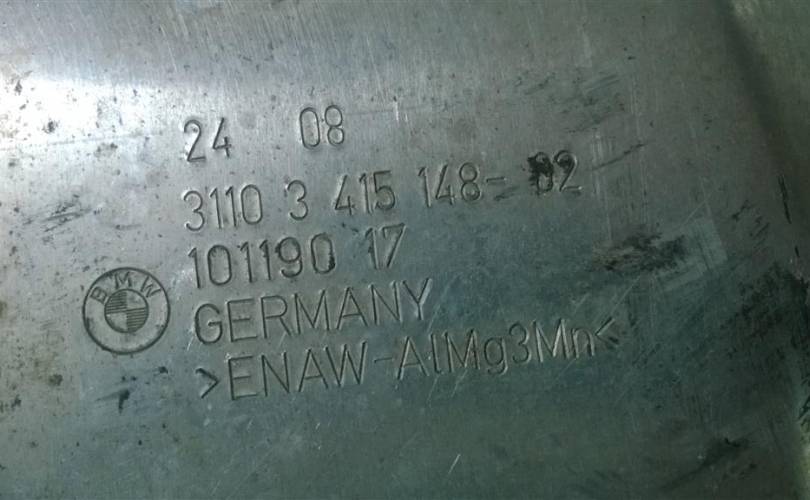 24 08
3110 3 415 148- 02
101190 17
BMW
GERMANY
>ENAW-AlMg3Mn<